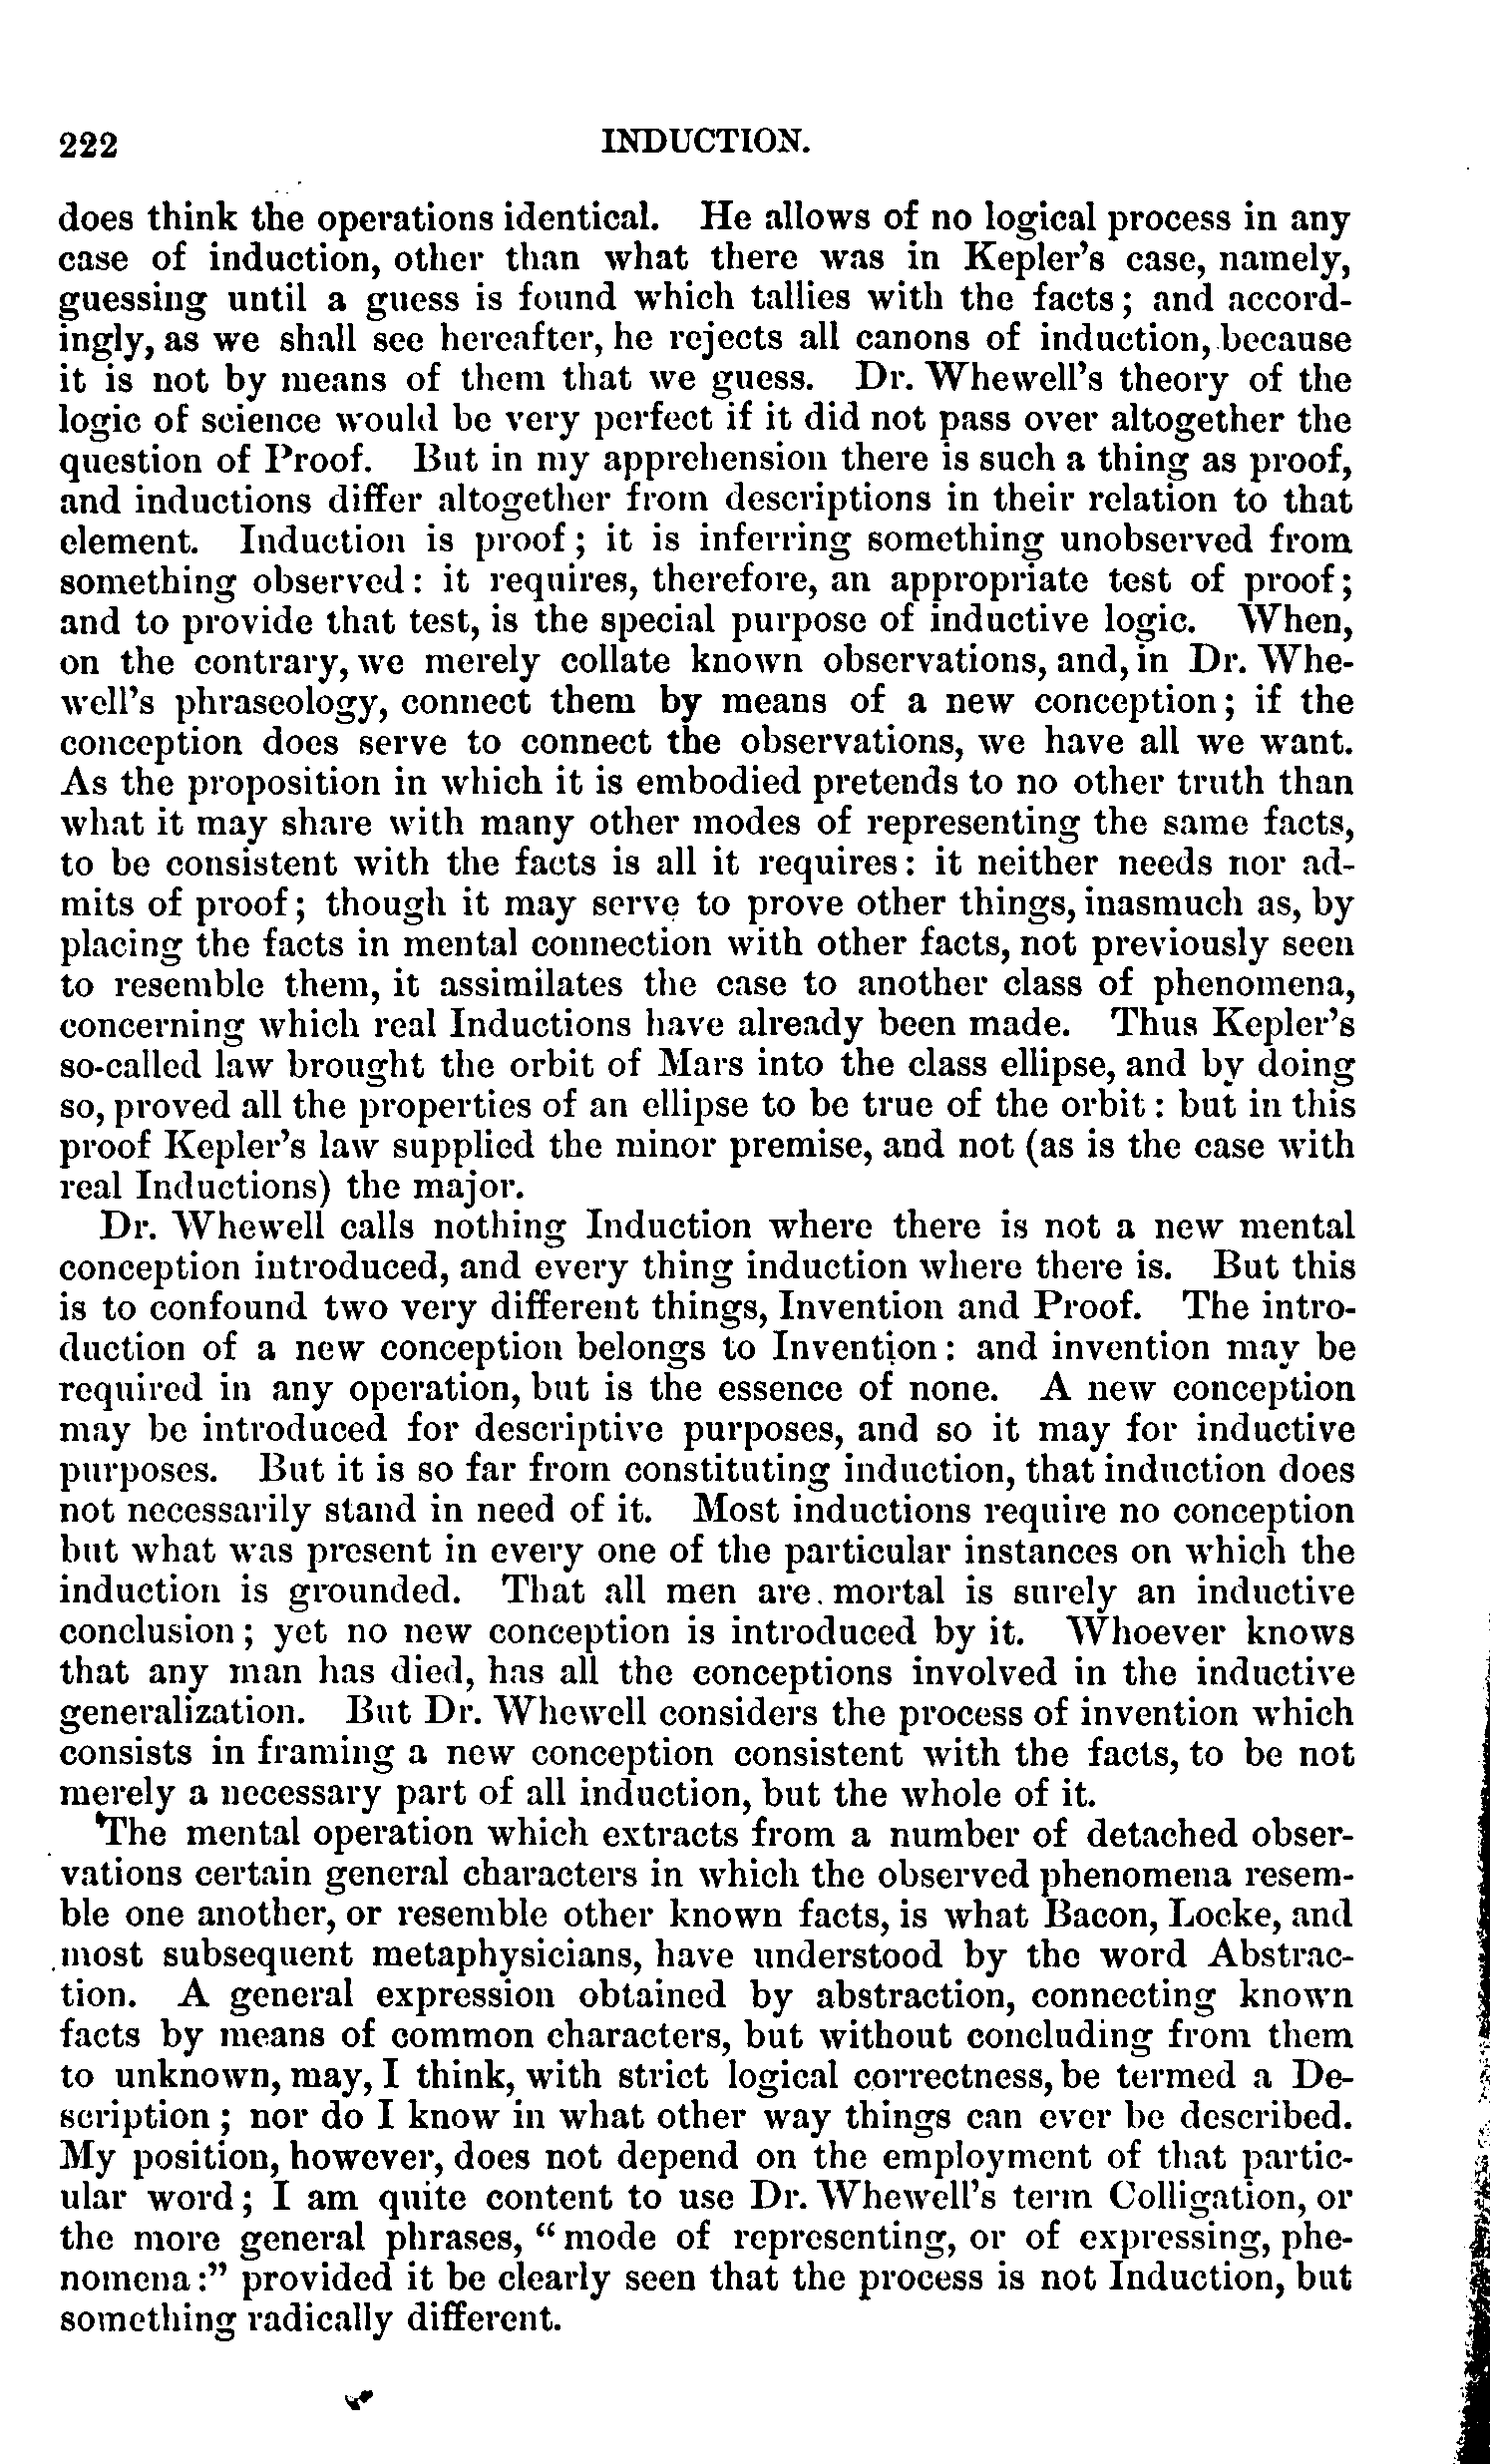 222 INDUCTION.
does think the operations identical. He allows of no logical process in any
case of induction, other than what there was in Kepler's case, namely,
guessing until a guess is found which tallies with the facts; and accord-
ingly, as we shall see hereafter, he rejects all canons of induction, because
it is not by means of them that we guess. Dr. Whewell's theory of the
logic of science would be very perfect if it did not pass over altogether the
question of Proof. But in my apprehension there is such a thing as proof,
and inductions differ altogether from descriptions in their relation to that
element. Induction is proof; it is inferring something unobserved from
something observed: it requires, therefore, an appropriate test of proof;
and to provide that test, is the special purpose of inductive logic. When,
on the contrary, we merely collate known observations, and, in Dr. Whe-
well's phraseology, connect them by means of a new conception; if the
conception does serve to connect the observations, we have all we want.
As the proposition in which it is embodied pretends to no other truth than
what it may share with many other modes of representing the same facts,
to be consistent with the facts is all it requires: it neither needs nor ad-
mits of proof; though it may serve to prove other things, inasmuch as, by
placing the facts in mental connection with other facts, not previously seen
to resemble them, it assimilates the case to another class of phenomena,
concerning which real Inductions have already been made. Thus Kepler's
so-called law brought the orbit of Mars into the class ellipse, and by doing
so, proved all the properties of an ellipse to be true of the orbit: but in this
proof Kepler's law supplied the minor premise, and not (as is the case with
real Inductions) the major.
Dr. Whewell calls nothing Induction where there is not a new mental
conception introduced, and every thing induction where there is. But this
is to confound two very different things, Invention and Proof. The intro-
duction of a new conception belongs to Invention: and invention may be
required in any operation, but is the essence of none. A new conception
may be introduced for descriptive purposes, and so it may for inductive
purposes. But it is so far from constituting induction, that induction does
not necessarily stand in need of it. Most inductions require no conception
but what was present in every one of the particular instances on which the
induction is grounded. That all men are mortal is surely an inductive
conclusion; yet no new conception is introduced by it. Whoever knows
that any man has died, has all the conceptions involved in the inductive
generalization. But Dr. Whewell considers the process of invention which
consists in framing a new conception consistent with the facts, to be not
merely a necessary part of all induction, but the whole of it.
The mental operation which extracts from a number of detached obser-
vations certain general characters in which the observed phenomena resem-
ble one another, or resemble other known facts, is what Bacon, Locke, and
most subsequent metaphysicians, have understood by the word Abstrac-
tion. A general expression obtained by abstraction, connecting known
facts by means of common characters, but without concluding from them
to unknown, may, I think, with strict logical correctness, be termed a De-
scription; nor do I know in what other way things can ever be described.
My position, however, does not depend on the employment of that partic-
ular word; I am quite content to use Dr. Whewell's term Colligation, or
the more general phrases, "mode of representing, or of expressing, phe-
nomena:" provided it be clearly seen that the process is not Induction, but
something radically different.